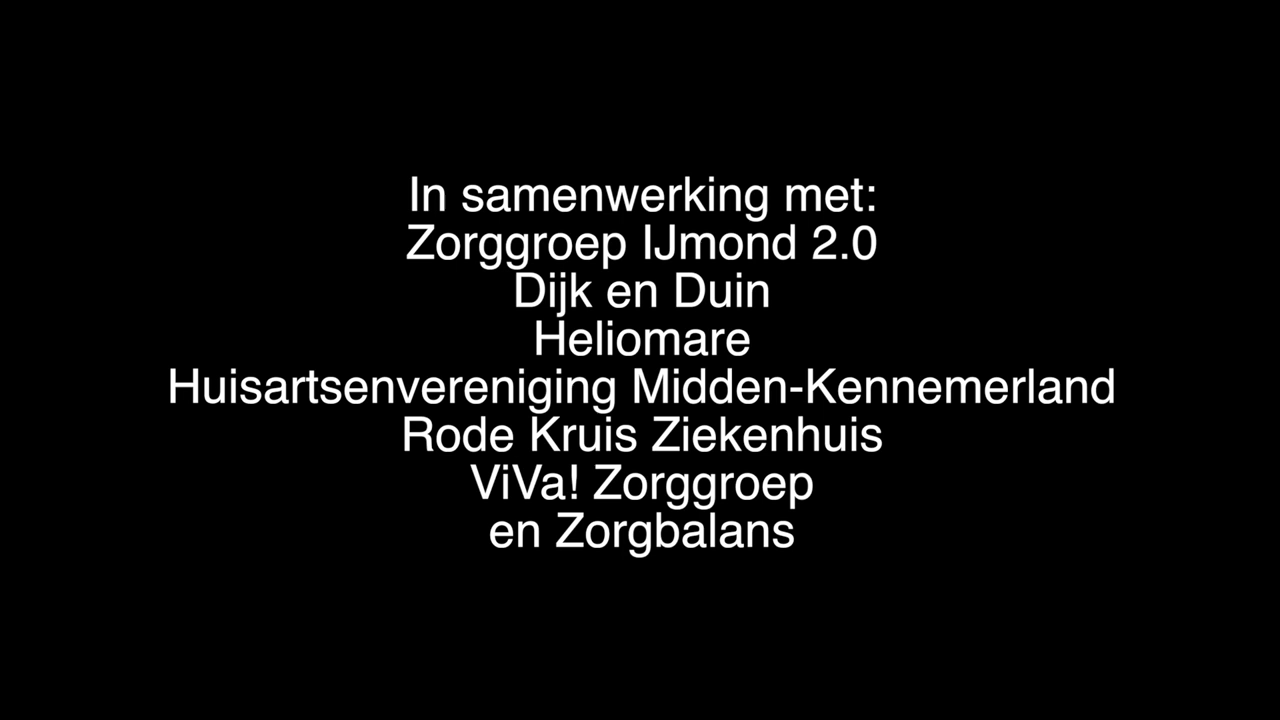 In samenwerking met:
Zorggroep IJmond 2.0
Dijk en Duin
Heliomare
Huisartsenvereniging Midden-Kennemerland
Rode Kruis Ziekenhuis
ViVa! Zorggroep
en Zorgbalans